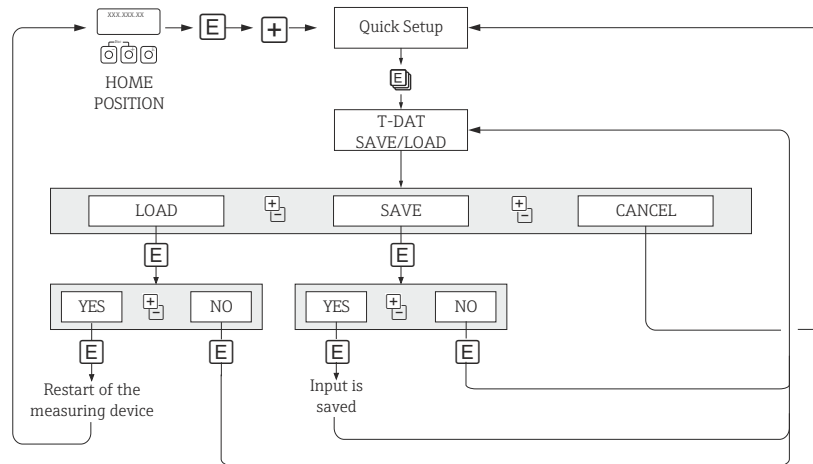 XXX.XXX.XX
Esc
E
+
Quick Setup
HOME
POSITION
E
T-DAT
SAVE/LOAD
LOAD
+
-
SAVE
+
-
CANCEL
E
E
YES
+
-
NO
YES
+
-
NO
E
E
E
E
Restart of the
measuring device
Input is
saved